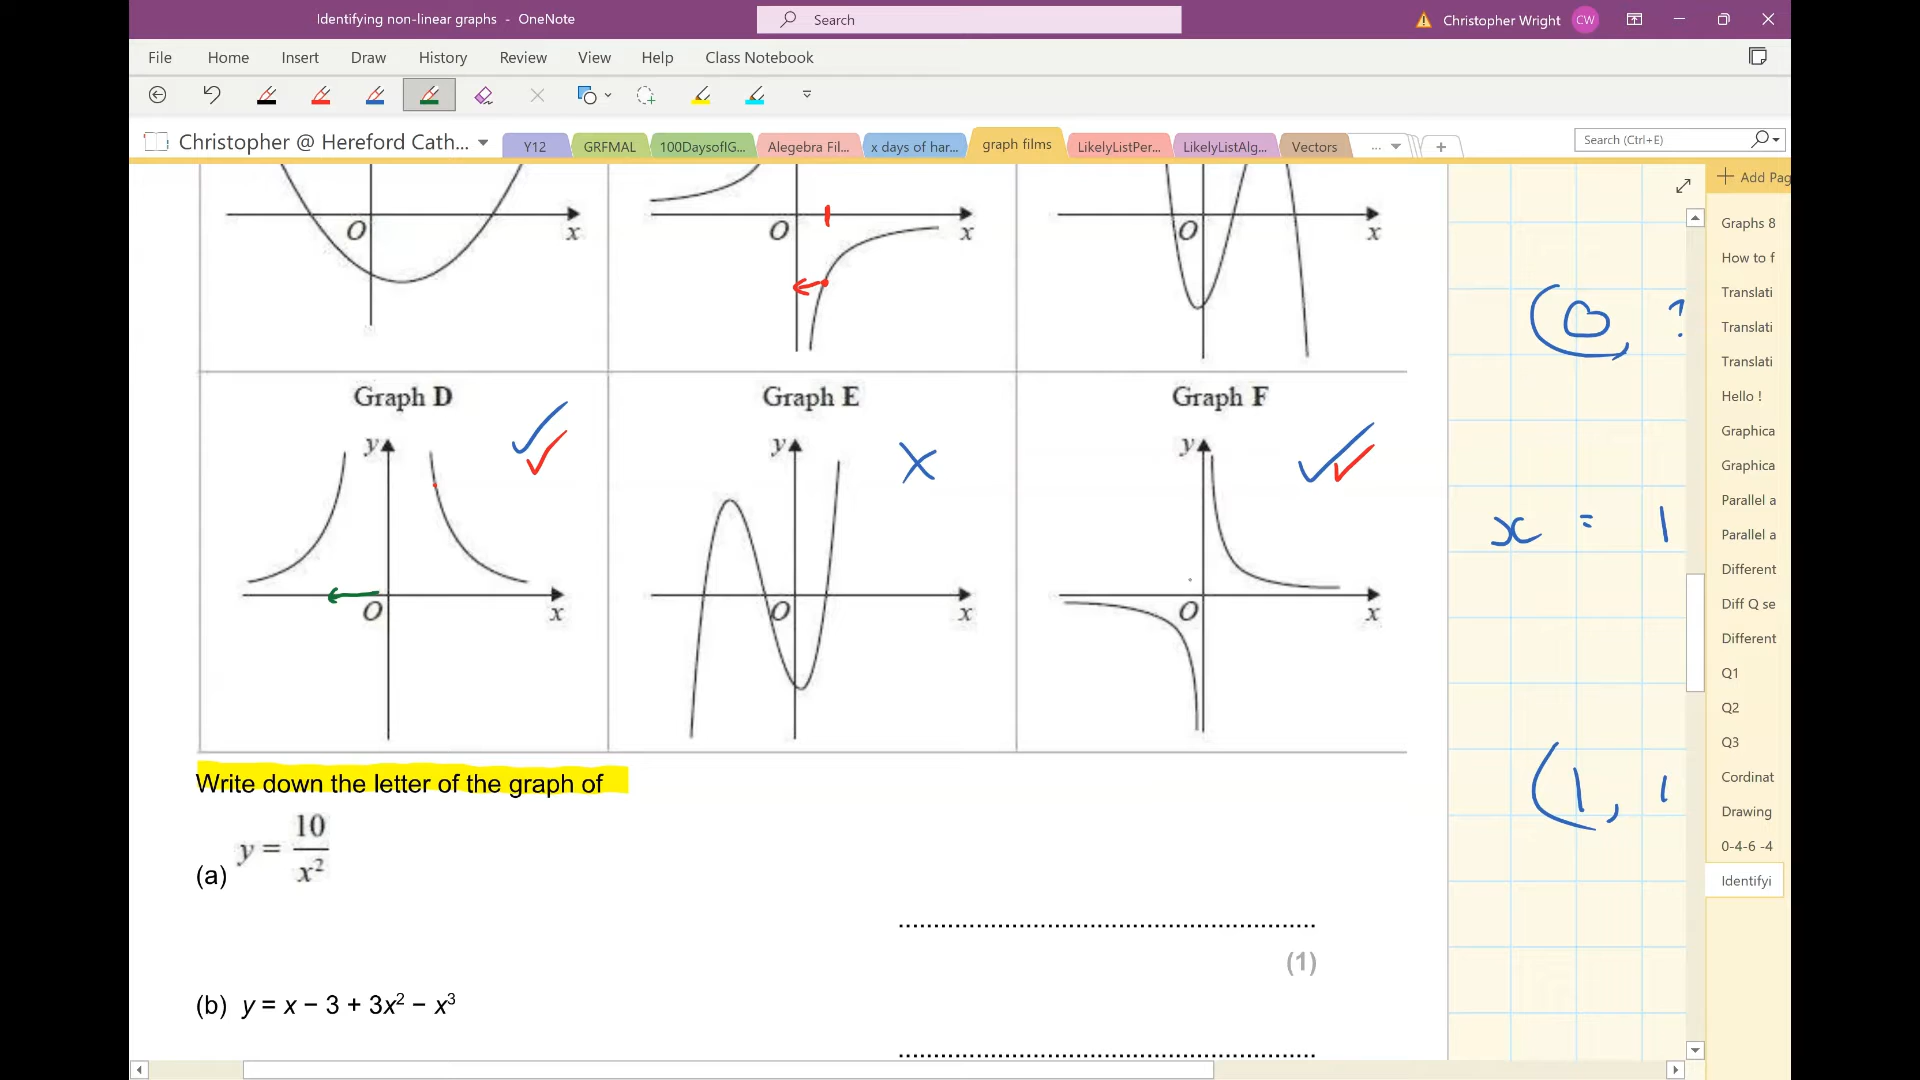 Identifying non-linear graphs - OneNote
Search
Christopher Wright
CW
File Home Insert Draw History Review View Help Class Notebook
Christopher @ Hereford Cath...
Y12
GRFMAL
100DaysofIG...
Alegebra Fil...
x days of har...
graph films
LikelyListPer...
LikelyListAlg...
Vectors
...
Search (Ctrl+E)
Add Pag
Graphs 8
How to f
Translati
Translati
Translati
Hello !
Graphica
Graphica
Parallel a
Parallel a
Different
Diff Q se
Different
Q1
Q2
Q3
Cordinat
Drawing
0-4-6 -4
Identifyi
O x
O x
O x
Graph D
y
O x
Graph E
y
O x
Graph F
y
O x
(0, ?
x = 1
(1, 1
Write down the letter of the graph of
(a) y = 10/x²
(1)
(b) y = x − 3 + 3x² − x³